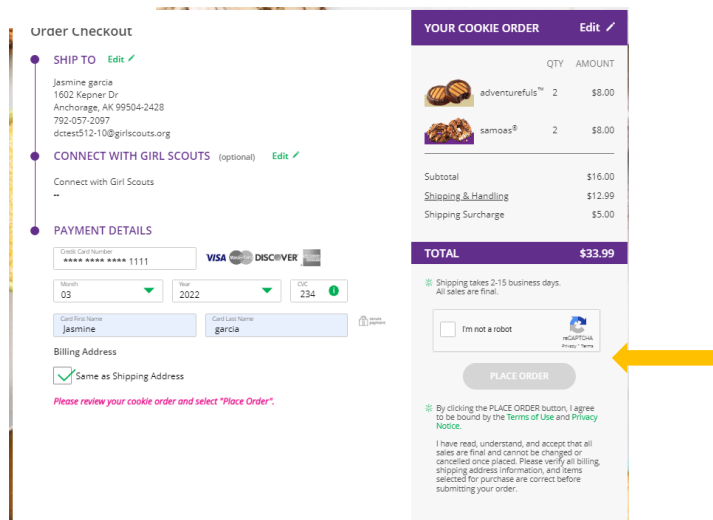 Order Checkout
SHIP TO Edit
Jasmine garcia
1602 Kepner Dr
Anchorage, AK 99504-2428
792-057-2097
dctest512-10@girlscouts.org
CONNECT WITH GIRL SCOUTS (optional) Edit
Connect with Girl Scouts
--
PAYMENT DETAILS
Credit Card Number
**** **** **** 1111
VISA MasterCard DISCOVER
Month
03
Year
2022
CVC
234
Card First Name
Jasmine
Card Last Name
garcia
secure
payment
Billing Address
Same as Shipping Address
Please review your cookie order and select "Place Order".
YOUR COOKIE ORDER Edit
QTY AMOUNT
adventurefuls™ 2 $8.00
samoas® 2 $8.00
Subtotal $16.00
Shipping & Handling $12.99
Shipping Surcharge $5.00
TOTAL $33.99
Shipping takes 2-15 business days.
All sales are final.
I'm not a robot
reCAPTCHA
Privacy - Terms
PLACE ORDER
By clicking the PLACE ORDER button, I agree
to be bound by the Terms of Use and Privacy
Notice.
I have read, understand, and accept that all
sales are final and cannot be changed or
cancelled once placed. Please verify all billing,
shipping address information, and items
selected for purchase are correct before
submitting your order.